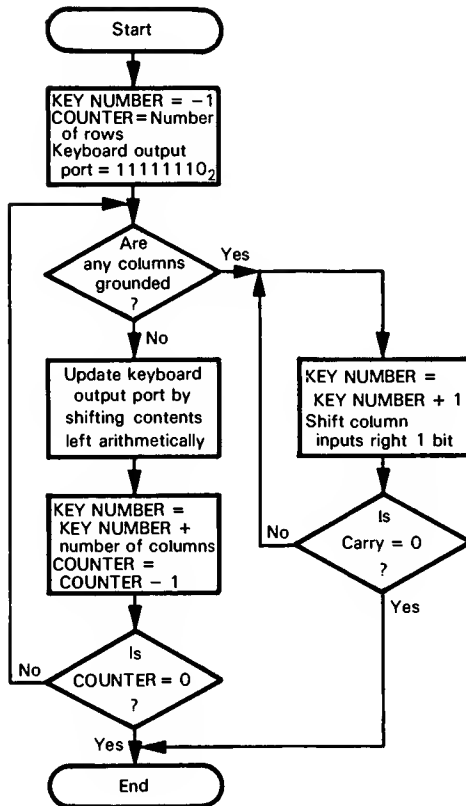 Start
KEY NUMBER = −1
COUNTER = Number
of rows
Keyboard output
port = 11111110₂
Are
any columns
grounded
?
Yes
No
Update keyboard
output port by
shifting contents
left arithmetically
KEY NUMBER =
KEY NUMBER +
number of columns
COUNTER =
COUNTER − 1
Is
COUNTER = 0
?
No
Yes
End
KEY NUMBER =
KEY NUMBER + 1
Shift column
inputs right 1 bit
Is
Carry = 0
?
No
Yes